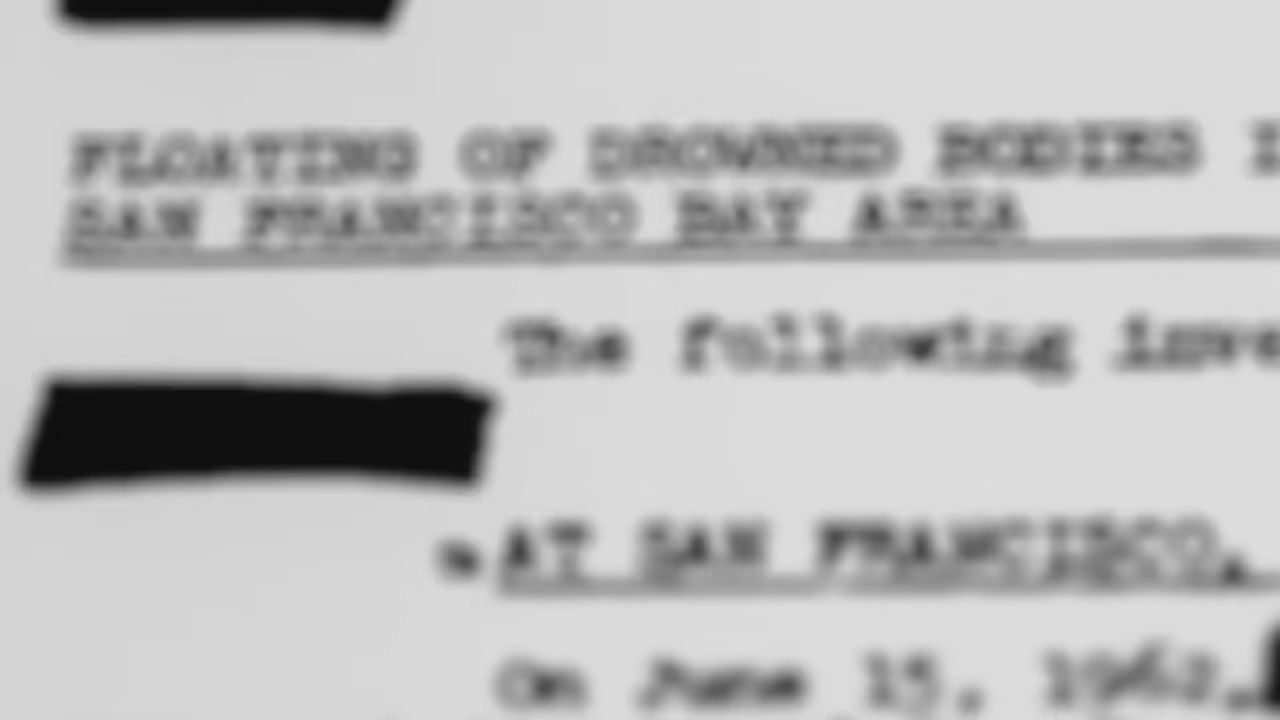 FLOATING OF DROWNED BODIES I
SAN FRANCISCO BAY AREA
The following inve
AT SAN FRANCISCO,
On June 15, 1962,